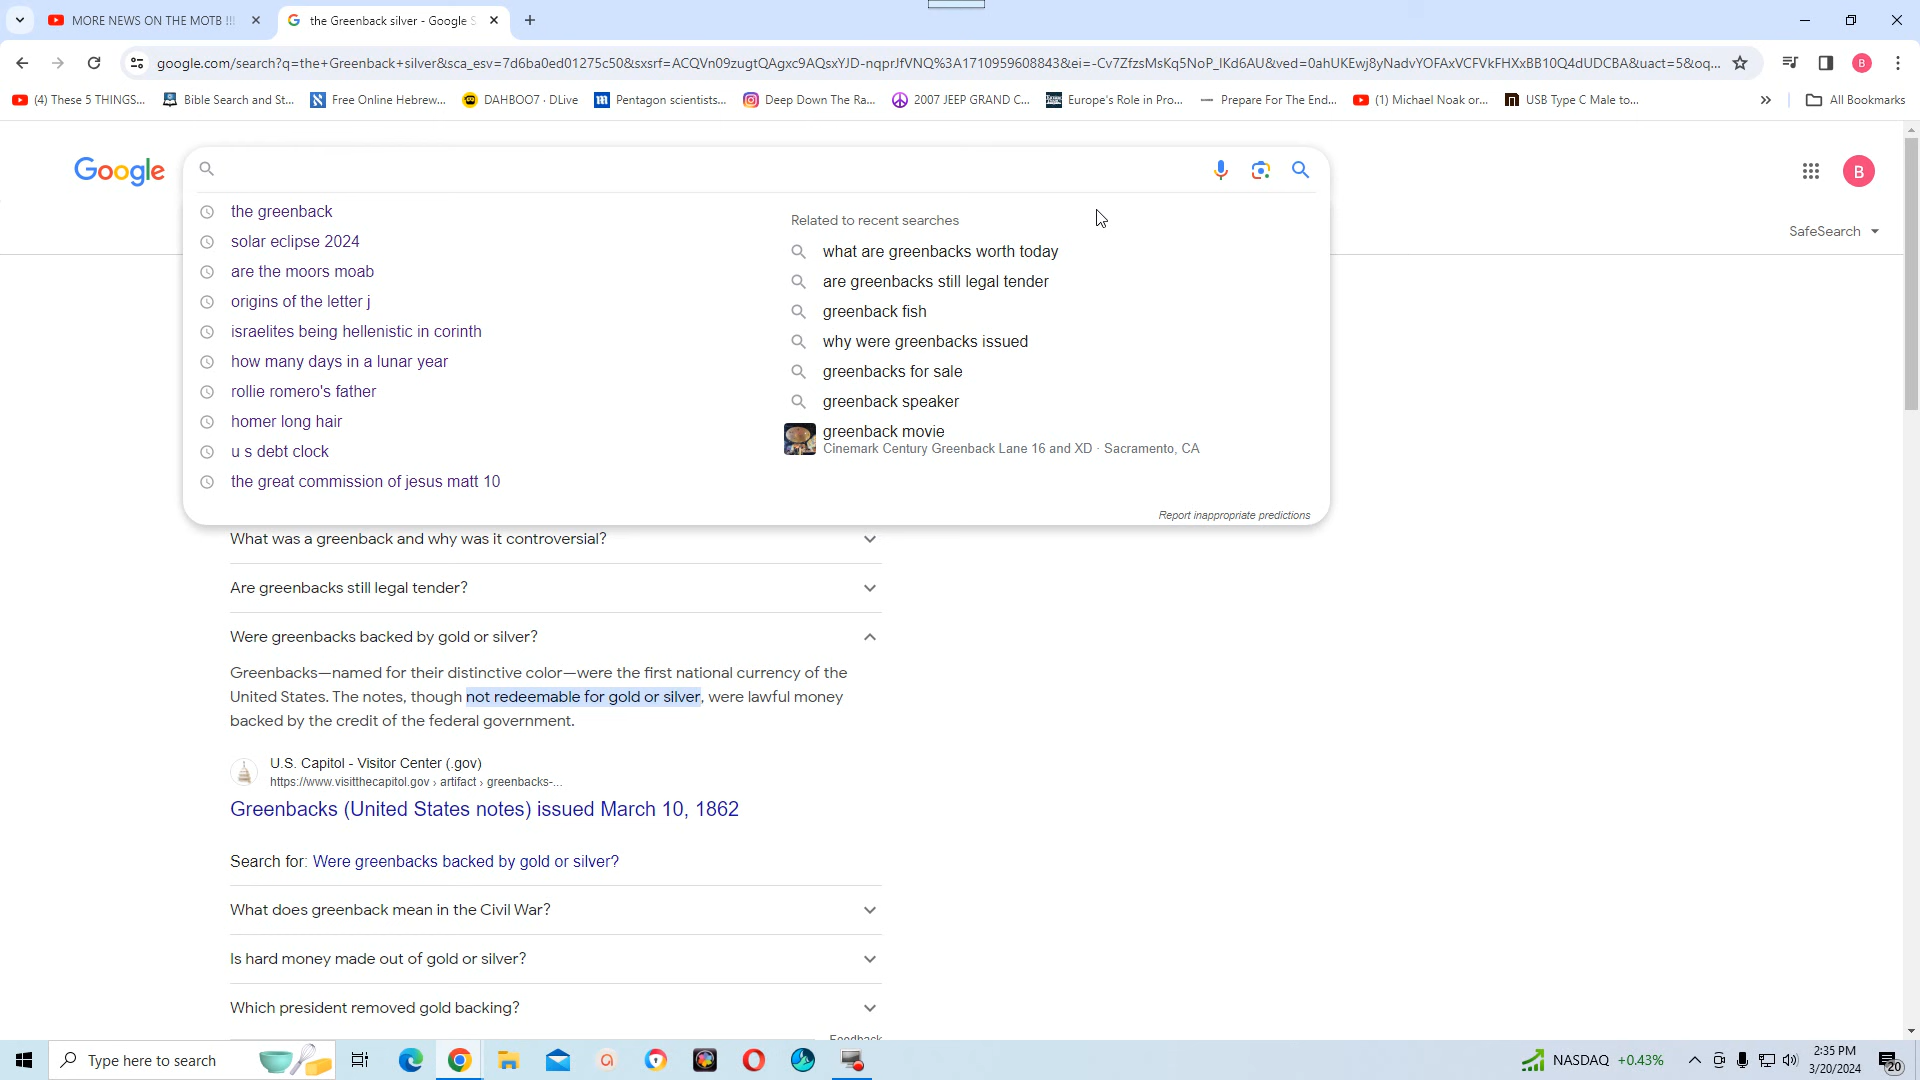 MORE NEWS ON THE MOTB !!!
the Greenback silver - Google S
google.com/search?q=the+Greenback+silver&sca_esv=7d6ba0ed01275c50&sxsrf=ACQVn09zugtQAgxc9AQsxYJD-nqprJfVNQ%3A1710959608843&ei=-Cv7ZfzsMsKq5NoP_IKd6AU&ved=0ahUKEwj8yNadvYOFAxVCFVkFHXxBB10Q4dUDCBA&uact=5&oq...
(4) These 5 THINGS...
Bible Search and St...
Free Online Hebrew...
DAHBOO7 · DLive
Pentagon scientists...
Deep Down The Ra...
2007 JEEP GRAND C...
Europe's Role in Pro...
Prepare For The End...
(1) Michael Noak or...
USB Type C Male to...
All Bookmarks
Google
B
SafeSearch
the greenback
solar eclipse 2024
are the moors moab
origins of the letter j
israelites being hellenistic in corinth
how many days in a lunar year
rollie romero's father
homer long hair
u s debt clock
the great commission of jesus matt 10
Related to recent searches
what are greenbacks worth today
are greenbacks still legal tender
greenback fish
why were greenbacks issued
greenbacks for sale
greenback speaker
greenback movie
Cinemark Century Greenback Lane 16 and XD · Sacramento, CA
Report inappropriate predictions
What was a greenback and why was it controversial?
Are greenbacks still legal tender?
Were greenbacks backed by gold or silver?
Greenbacks—named for their distinctive color—were the first national currency of the
United States. The notes, though not redeemable for gold or silver, were lawful money
backed by the credit of the federal government.
U.S. Capitol - Visitor Center (.gov)
https://www.visitthecapitol.gov › artifact › greenbacks-...
Greenbacks (United States notes) issued March 10, 1862
Search for: Were greenbacks backed by gold or silver?
What does greenback mean in the Civil War?
Is hard money made out of gold or silver?
Which president removed gold backing?
Feedback
Type here to search
NASDAQ +0.43%
2:35 PM
3/20/2024
20